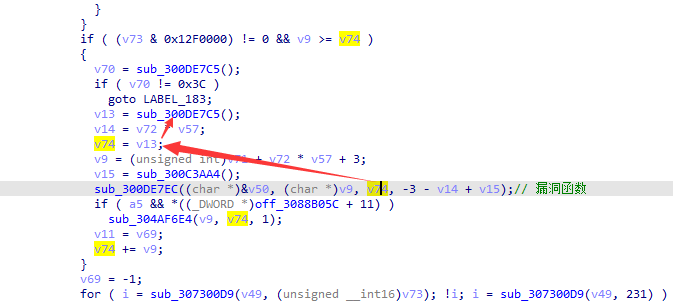 }
}
if ( (v73 & 0x12F0000) != 0 && v9 >= v74 )
{
v70 = sub_300DE7C5();
if ( v70 != 0x3C )
goto LABEL_183;
v13 = sub_300DE7C5();
v14 = v72 * v57;
v74 = v13;
v9 = (unsigned int)v71 + v72 * v57 + 3;
v15 = sub_300C3AA4();
sub_300DE7EC((char *)&v50, (char *)v9, v74, -3 - v14 + v15);// 漏洞函数
if ( a5 && *((_DWORD *)off_3088B05C + 11) )
sub_304AF6E4(v9, v74, 1);
v11 = v69;
v74 += v9;
}
v69 = -1;
for ( i = sub_307300D9(v49, (unsigned __int16)v73); !i; i = sub_307300D9(v49, 231) )